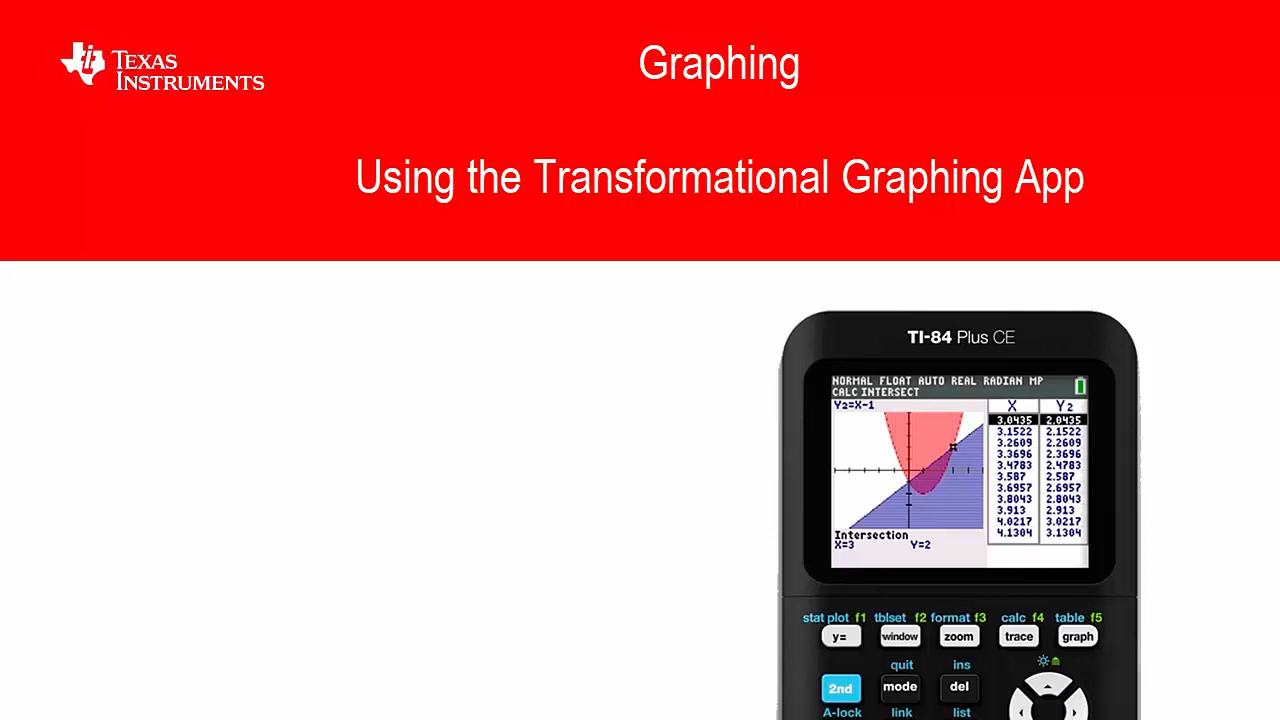 Graphing
TEXAS
INSTRUMENTS
Using the Transformational Graphing App
TI-84 Plus CE
NORMAL FLOAT AUTO REAL RADIAN MP
CALC INTERSECT
Y2=X-1
X Y2
3.0435 2.0435
3.1522 2.1522
3.2609 2.2609
3.3696 2.3696
3.4783 2.4783
3.587 2.587
3.6957 2.6957
3.8043 2.8043
3.913 2.913
4.0217 3.0217
4.1304 3.1304
Intersection
X=3 Y=2
stat plot f1 tblset f2 format f3 calc f4 table f5
y= window zoom trace graph
quit ins
2nd mode del
A-lock link list